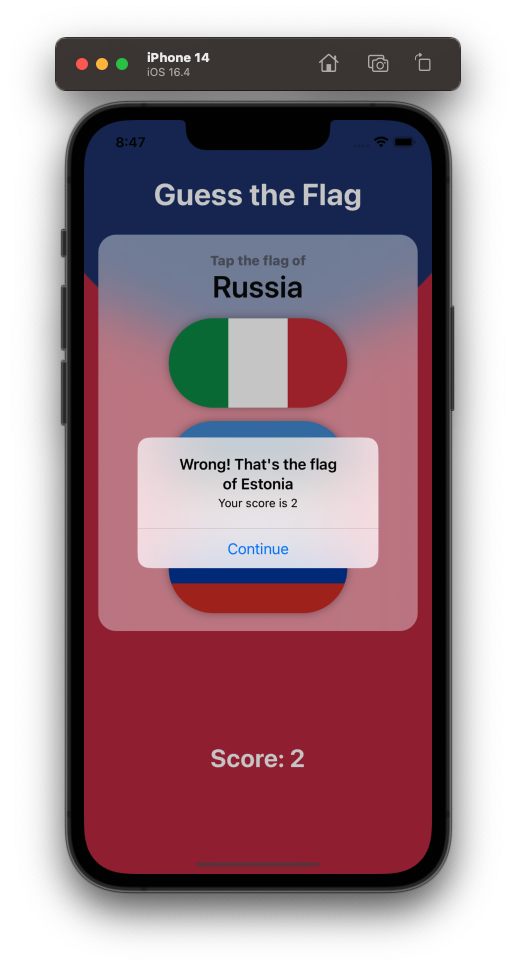 iPhone 14
iOS 16.4
8:47
Guess the Flag
Tap the flag of
Russia
Wrong! That's the flag
of Estonia
Your score is 2
Continue
Score: 2